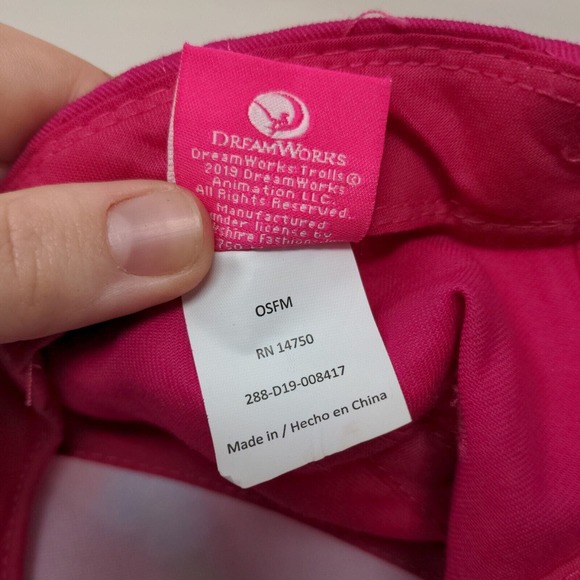 DREAMWORKS
DreamWorks Trolls ©
2019 DreamWorks
Animation LLC.
All Rights Reserved.
Manufactured
under license by
Fashion
OSFM
RN 14750
288-D19-008417
Made in / Hecho en China